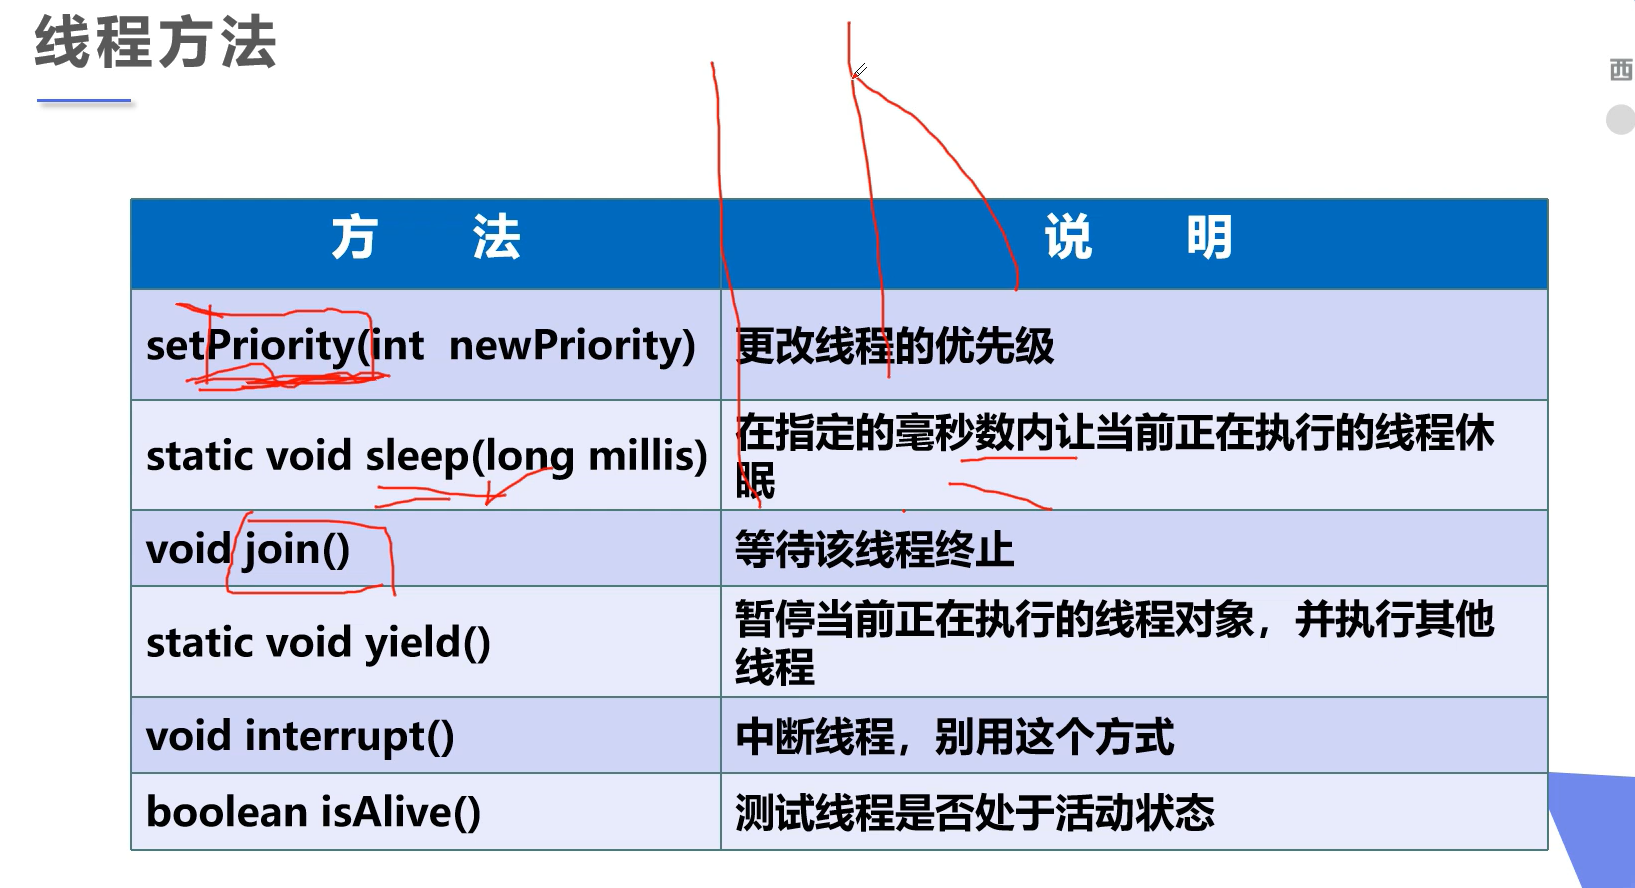 线程方法
西
方 法 说 明
setPriority(int newPriority) 更改线程的优先级
static void sleep(long millis) 在指定的毫秒数内让当前正在执行的线程休
眠
void join() 等待该线程终止
static void yield() 暂停当前正在执行的线程对象，并执行其他
线程
void interrupt() 中断线程，别用这个方式
boolean isAlive() 测试线程是否处于活动状态